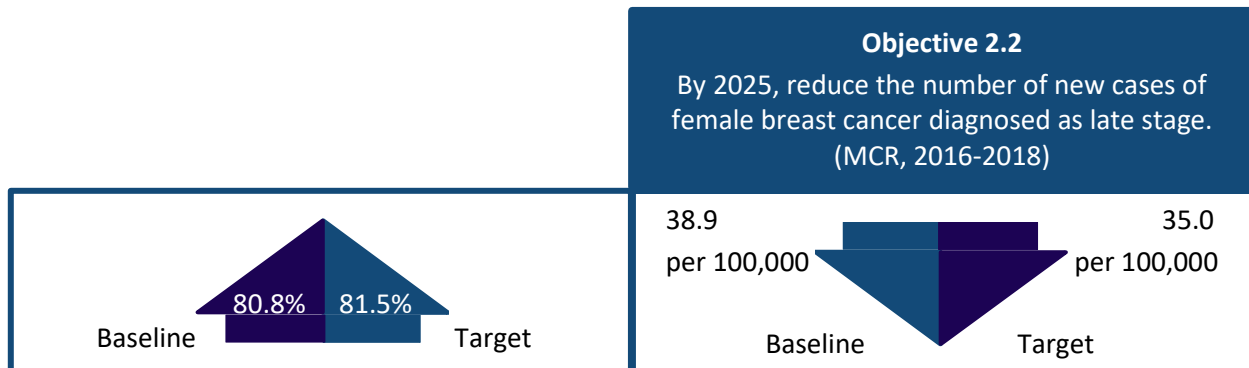 Objective 2.2
By 2025, reduce the number of new cases of
female breast cancer diagnosed as late stage.
(MCR, 2016-2018)
80.8% 81.5%
Baseline Target
38.9 35.0
per 100,000 per 100,000
Baseline Target